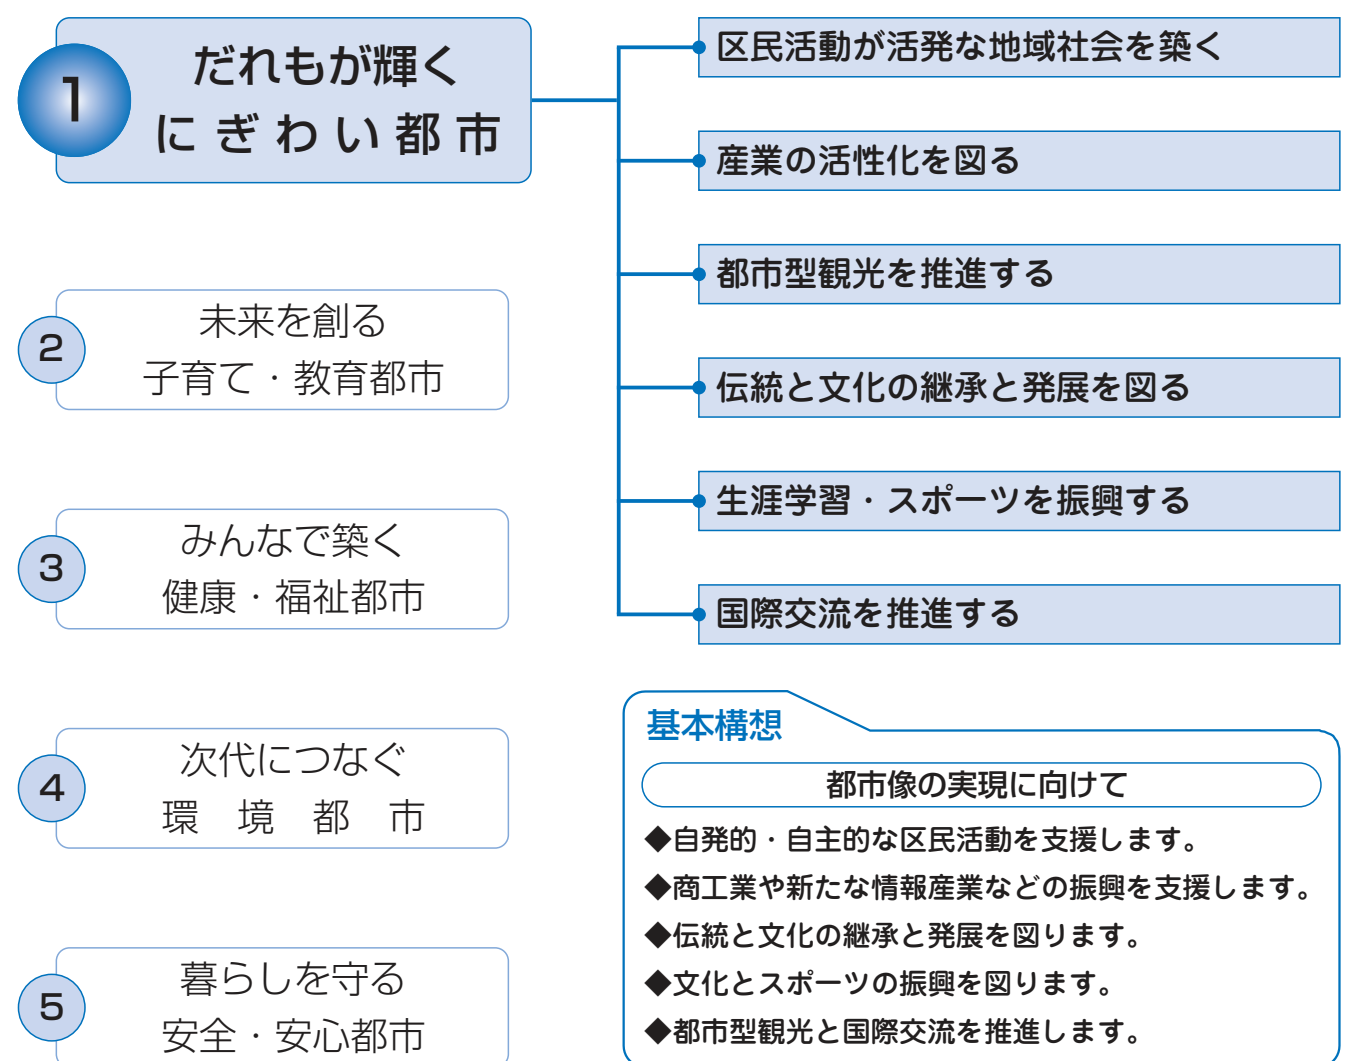 1
だれもが輝く
にぎわい都市
区民活動が活発な地域社会を築く
産業の活性化を図る
都市型観光を推進する
伝統と文化の継承と発展を図る
生涯学習・スポーツを振興する
国際交流を推進する
2
未来を創る
子育て・教育都市
3
みんなで築く
健康・福祉都市
4
次代につなぐ
環境都市
5
暮らしを守る
安全・安心都市
基本構想
都市像の実現に向けて
◆自発的・自主的な区民活動を支援します。
◆商工業や新たな情報産業などの振興を支援します。
◆伝統と文化の継承と発展を図ります。
◆文化とスポーツの振興を図ります。
◆都市型観光と国際交流を推進します。